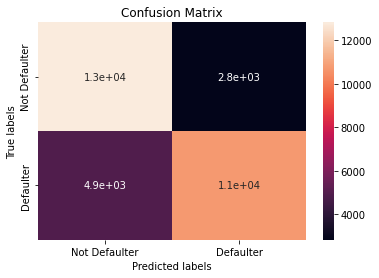 Confusion Matrix
True labels
Not Defaulter
Defaulter
1.3e+04
2.8e+03
4.9e+03
1.1e+04
Not Defaulter
Defaulter
Predicted labels
12000
10000
8000
6000
4000